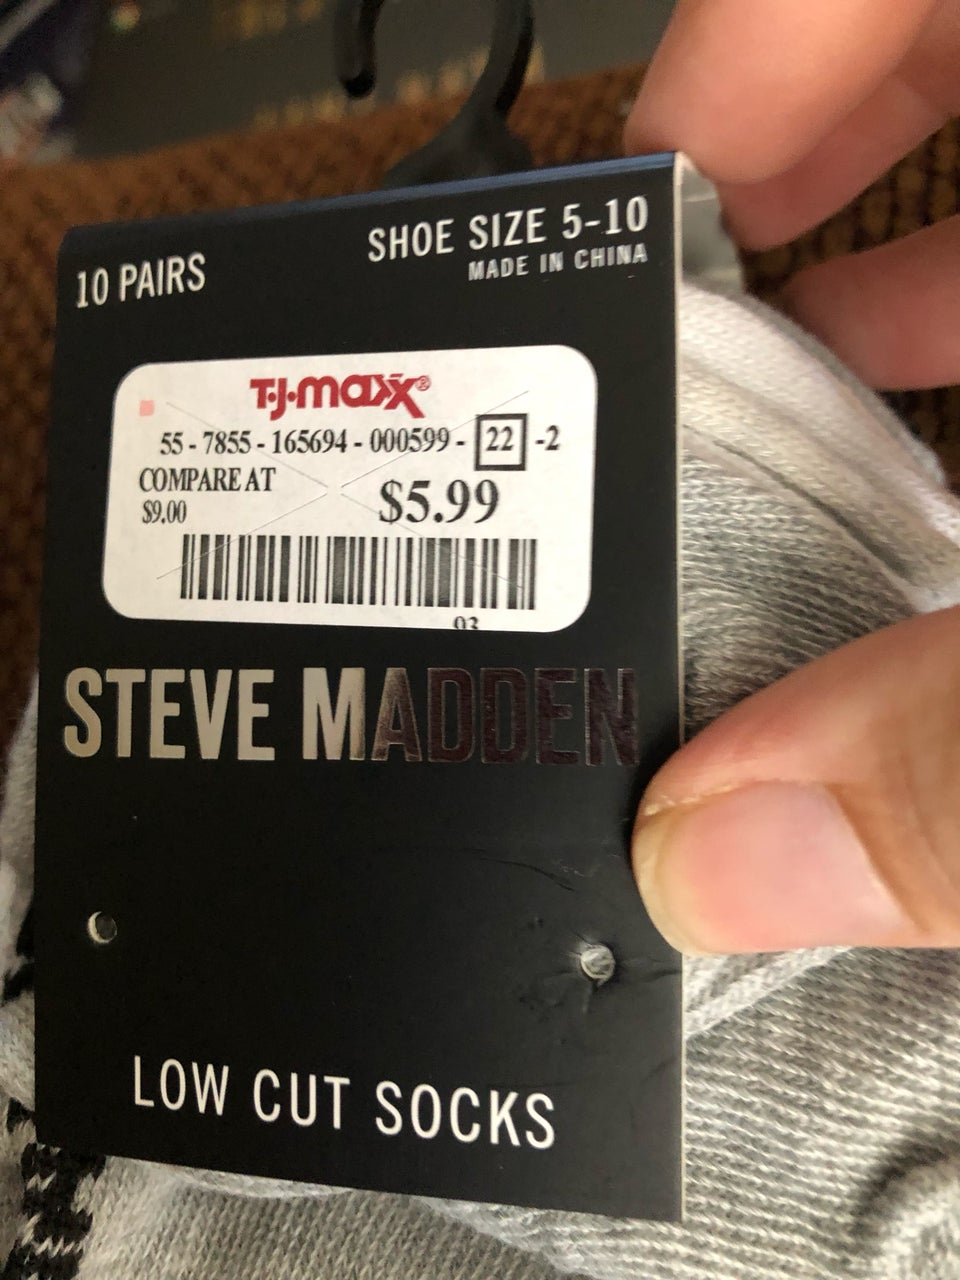 10 PAIRS
SHOE SIZE 5-10
MADE IN CHINA
T.J.maxx®
55 - 7855 - 165694 - 000599 - 22 -2
COMPARE AT
$9.00
$5.99
03
STEVE MADDEN
LOW CUT SOCKS